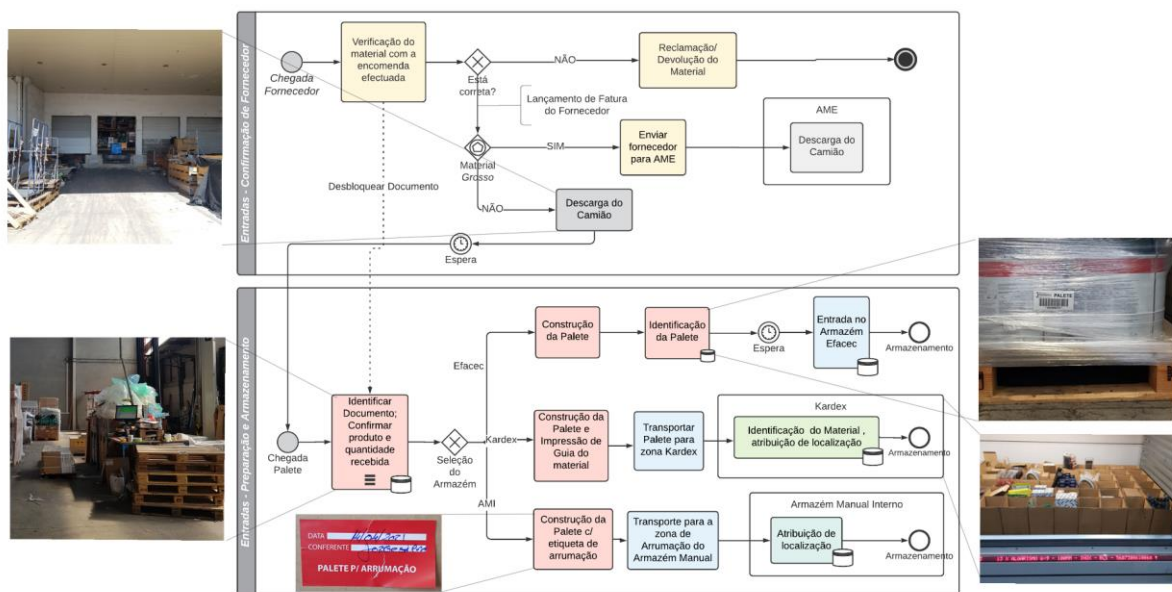 Entradas - Confirmação de Fornecedor
Chegada
Fornecedor
Verificação do
material com a
encomenda
efectuada
Está
correta?
NÃO
Reclamação/
Devolução do
Material
Lançamento de Fatura
do Fornecedor
Material
Grosso
SIM
Enviar
fornecedor
para AME
AME
Descarga do
Camião
NÃO
Descarga do
Camião
Desbloquear Documento
Espera
Entradas - Preparação e Armazenamento
Chegada
Palete
Identificar
Documento;
Confirmar
produto e
quantidade
recebida
Seleção
do
Armazém
Efacec
Construção
da Palete
Identificação
da Palete
Espera
Entrada no
Armazém
Efacec
Armazenamento
Kardex
Construção da
Palete e
Impressão de
Guia do
material
Transportar
Palete para
zona Kardex
Kardex
Identificação do Material ,
atribuição de localização
Armazenamento
AMI
Construção da
Palete c/
etiqueta de
arrumação
Transporte para a
zona de
Arrumação do
Armazém Manual
Armazém Manual Interno
Atribuição de
localização
Armazenamento
DATA
CONFERENTE
PALETE P/ ARRUMAÇÃO
PALETE